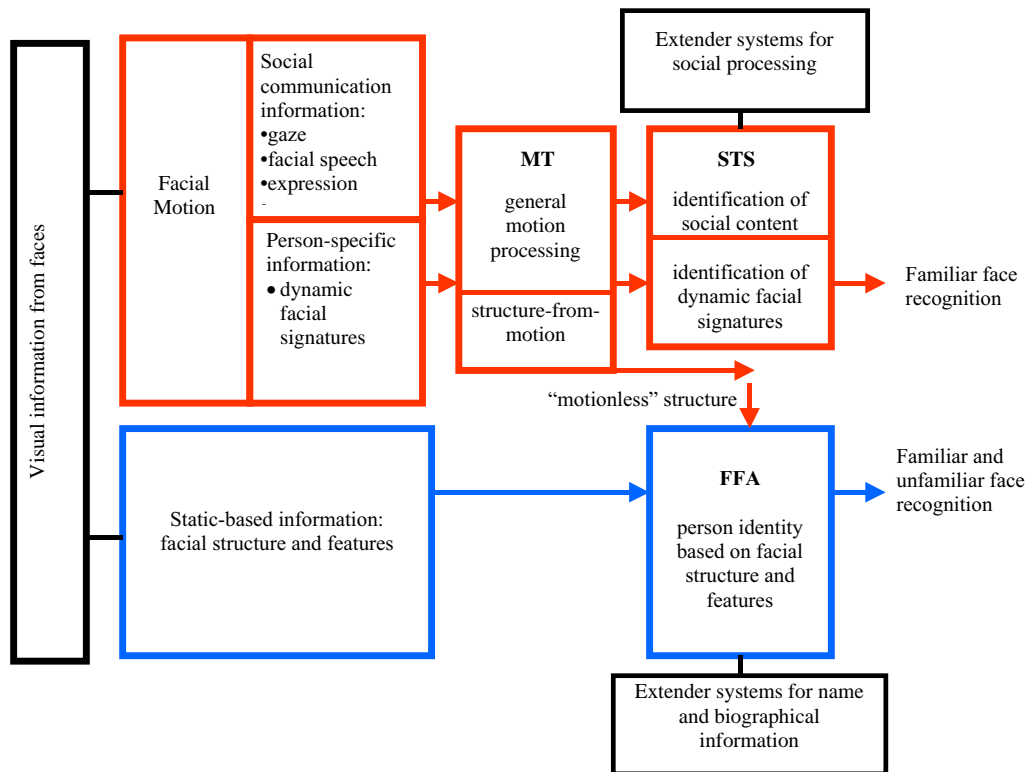 Visual information from faces
Facial
Motion
Social
communication
information:
•gaze
•facial speech
•expression
Person-specific
information:
• dynamic
facial
signatures
MT
general
motion
processing
structure-from-
motion
Extender systems for
social processing
STS
identification of
social content
identification of
dynamic facial
signatures
Familiar face
recognition
“motionless” structure
Static-based information:
facial structure and features
FFA
person identity
based on facial
structure and
features
Familiar and
unfamiliar face
recognition
Extender systems for name
and biographical
information